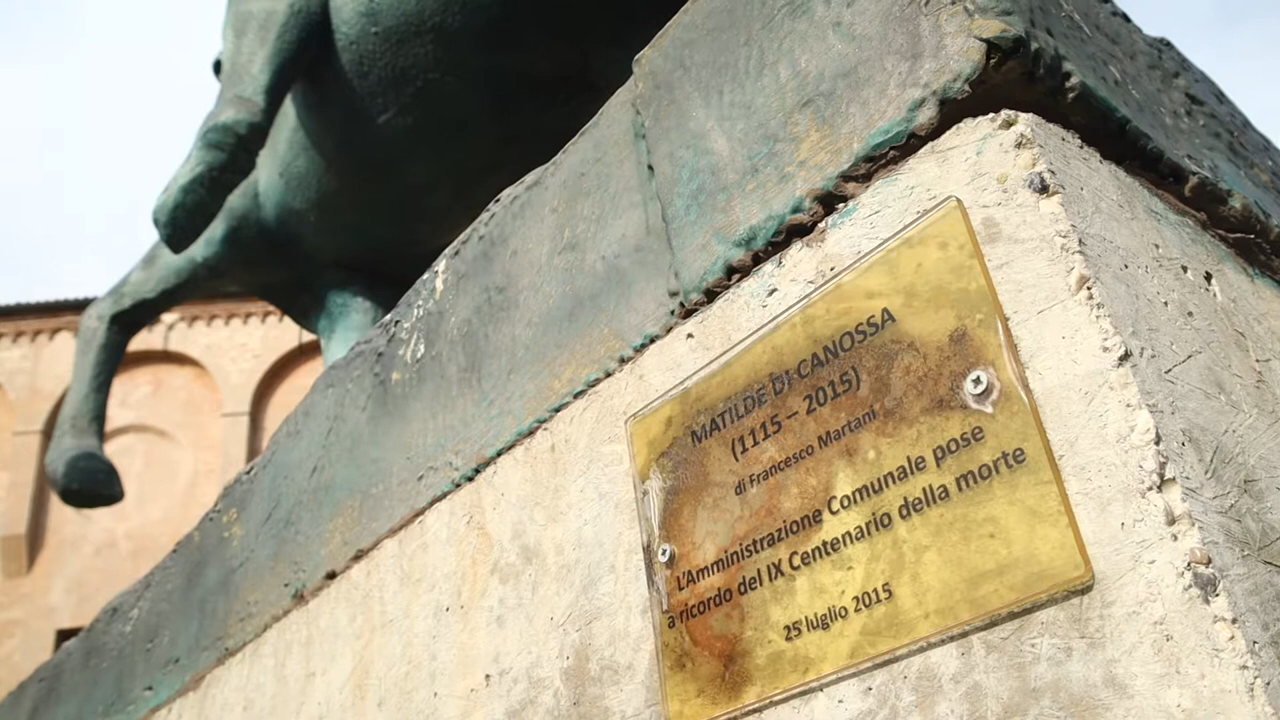 MATILDE DI CANOSSA
(1115 – 2015)
di Francesco Martani
L'Amministrazione Comunale pose
a ricordo del IX Centenario della morte
25 luglio 2015